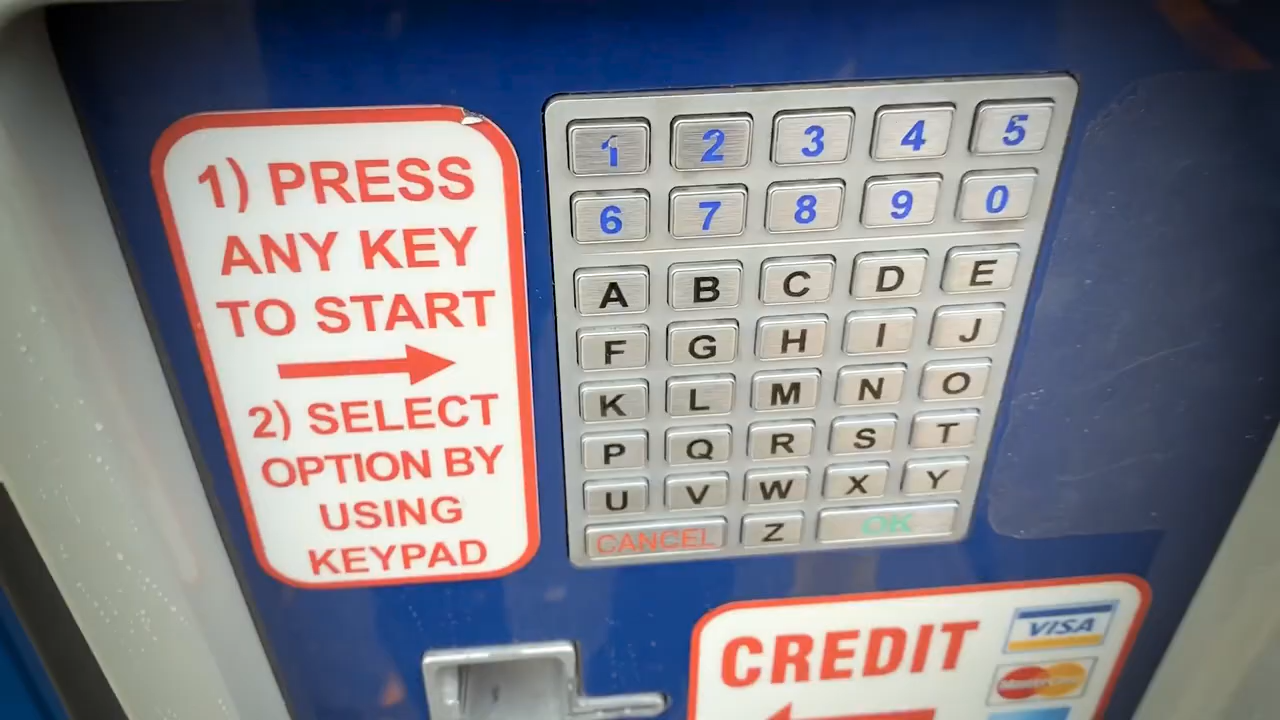 1) PRESS
ANY KEY
TO START
2) SELECT
OPTION BY
USING
KEYPAD
1 2 3 4 5
6 7 8 9 0
A B C D E
F G H I J
K L M N O
P Q R S T
U V W X Y
CANCEL Z OK
CREDIT
VISA
MasterCard